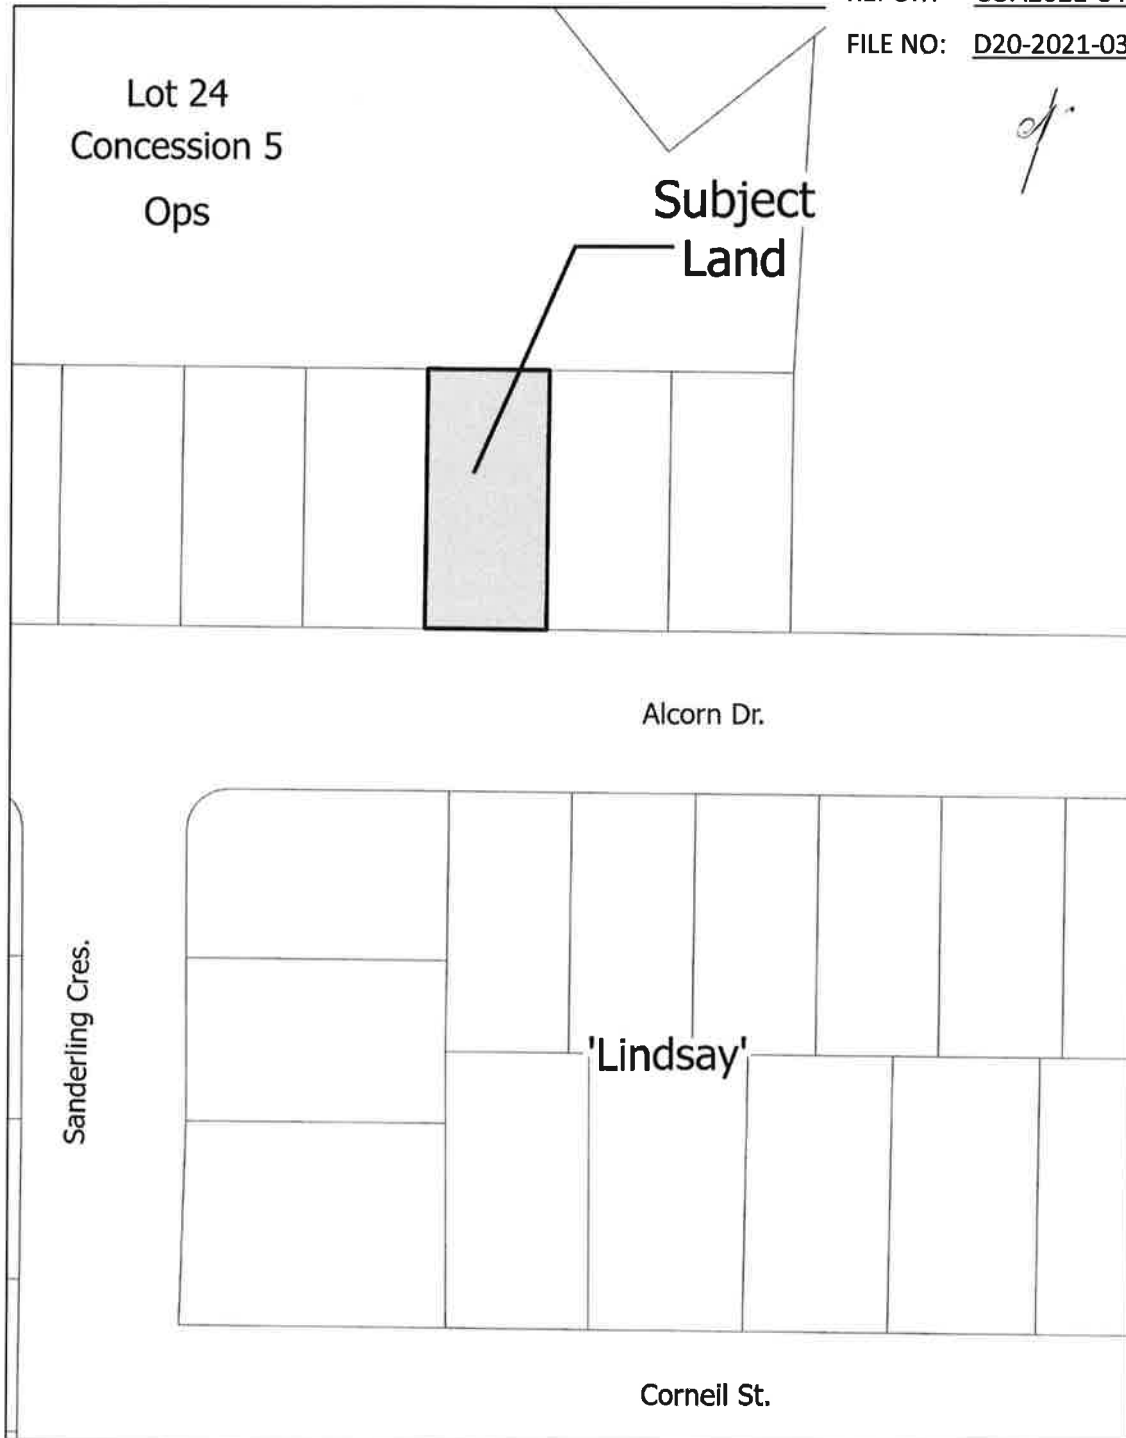 FILE NO: D20-2021-03
Lot 24
Concession 5
Ops
Subject
Land
Alcorn Dr.
Sanderling Cres.
'Lindsay'
Corneil St.